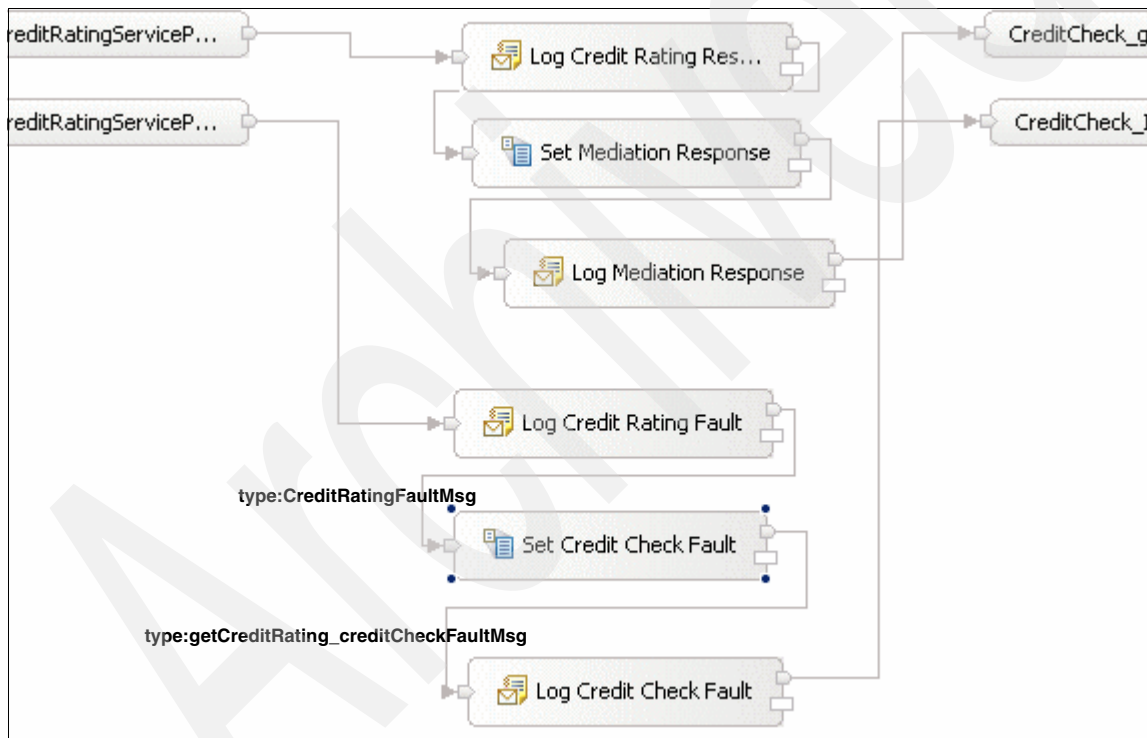 reditRatingServiceP...
Log Credit Rating Res...
CreditCheck_g
reditRatingServiceP...
Set Mediation Response
CreditCheck_I
Log Mediation Response
Log Credit Rating Fault
type:CreditRatingFaultMsg
Set Credit Check Fault
type:getCreditRating_creditCheckFaultMsg
Log Credit Check Fault
Archived